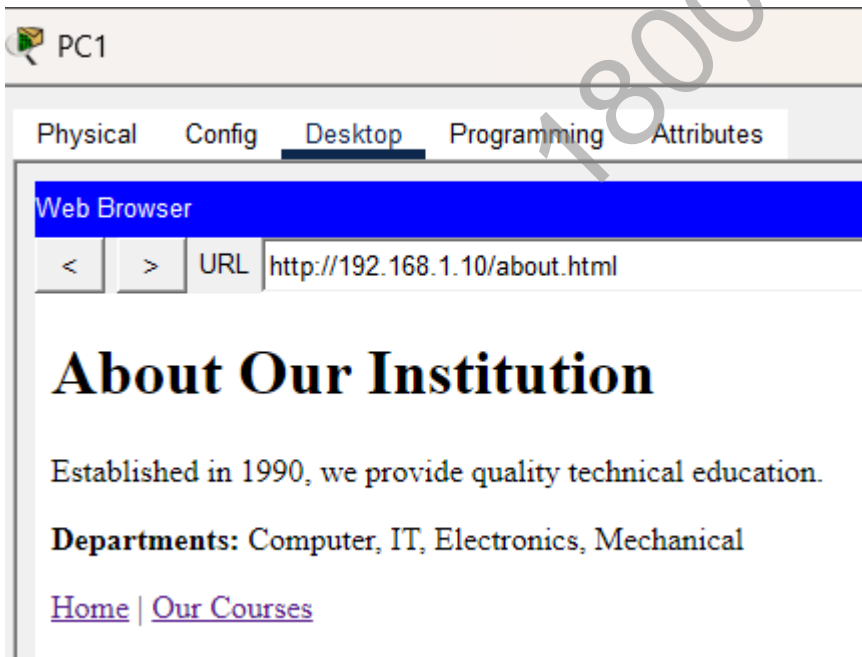 PC1
1800
Physical Config Desktop Programming Attributes
Web Browser
< > URL http://192.168.1.10/about.html
About Our Institution
Established in 1990, we provide quality technical education.
Departments: Computer, IT, Electronics, Mechanical
Home | Our Courses